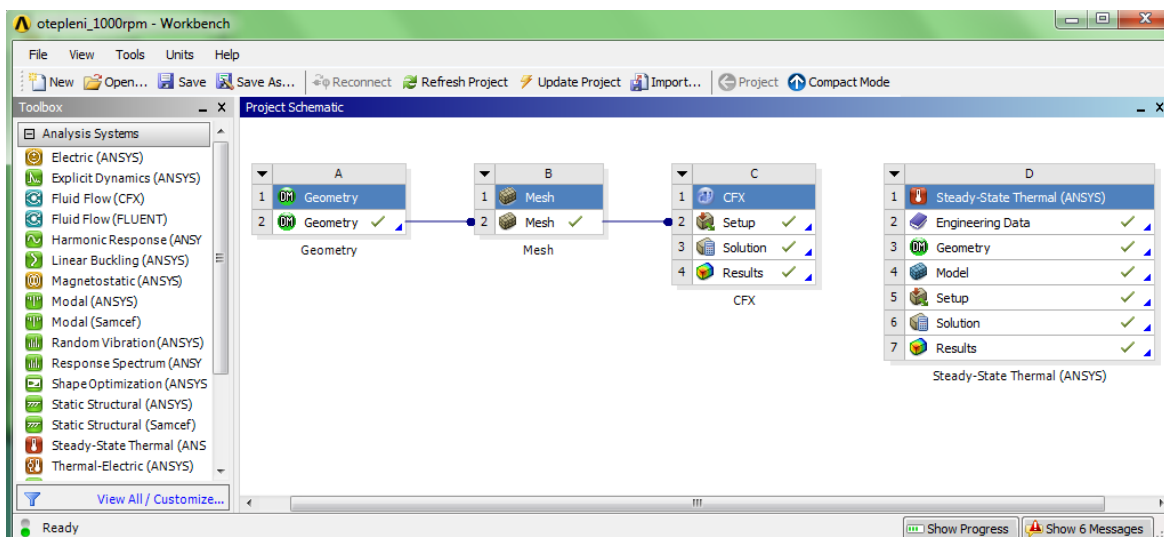 otepleni_1000rpm - Workbench
File View Tools Units Help
New Open... Save Save As... Reconnect Refresh Project Update Project Import... Project Compact Mode
Toolbox
Analysis Systems
Electric (ANSYS)
Explicit Dynamics (ANSYS)
Fluid Flow (CFX)
Fluid Flow (FLUENT)
Harmonic Response (ANSY
Linear Buckling (ANSYS)
Magnetostatic (ANSYS)
Modal (ANSYS)
Modal (Samcef)
Random Vibration (ANSYS)
Response Spectrum (ANSY
Shape Optimization (ANSYS
Static Structural (ANSYS)
Static Structural (Samcef)
Steady-State Thermal (ANS
Thermal-Electric (ANSYS)
View All / Customize...
Project Schematic
A
1 DM Geometry
2 DM Geometry
Geometry
B
1 Mesh
2 Mesh
Mesh
C
1 CFX
2 Setup
3 Solution
4 Results
CFX
D
1 Steady-State Thermal (ANSYS)
2 Engineering Data
3 DM Geometry
4 Model
5 Setup
6 Solution
7 Results
Steady-State Thermal (ANSYS)
Ready
Show Progress Show 6 Messages